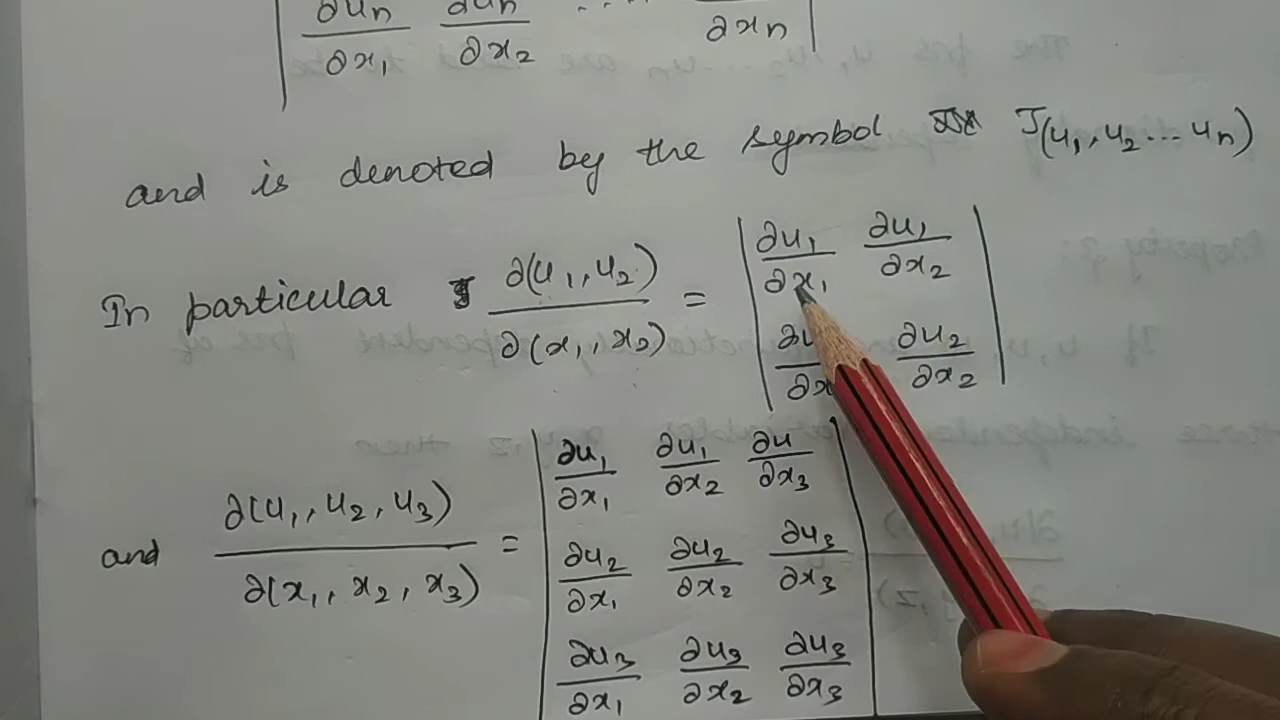 ∂un ∂un ....
∂x1 ∂x2 ∂xn
and is denoted by the symbol J(u1, u2 ... un)
In particular ∂(u1, u2) / ∂(x1, x2) = | ∂u1/∂x1 ∂u1/∂x2 |
| ∂u / ∂x ∂u2/∂x2 |
and ∂(u1, u2, u3) / ∂(x1, x2, x3) = | ∂u1/∂x1 ∂u1/∂x2 ∂u/∂x3 |
| ∂u2/∂x1 ∂u2/∂x2 ∂u3/∂x3 |
| ∂u3/∂x1 ∂u3/∂x2 ∂u3/∂x3 |